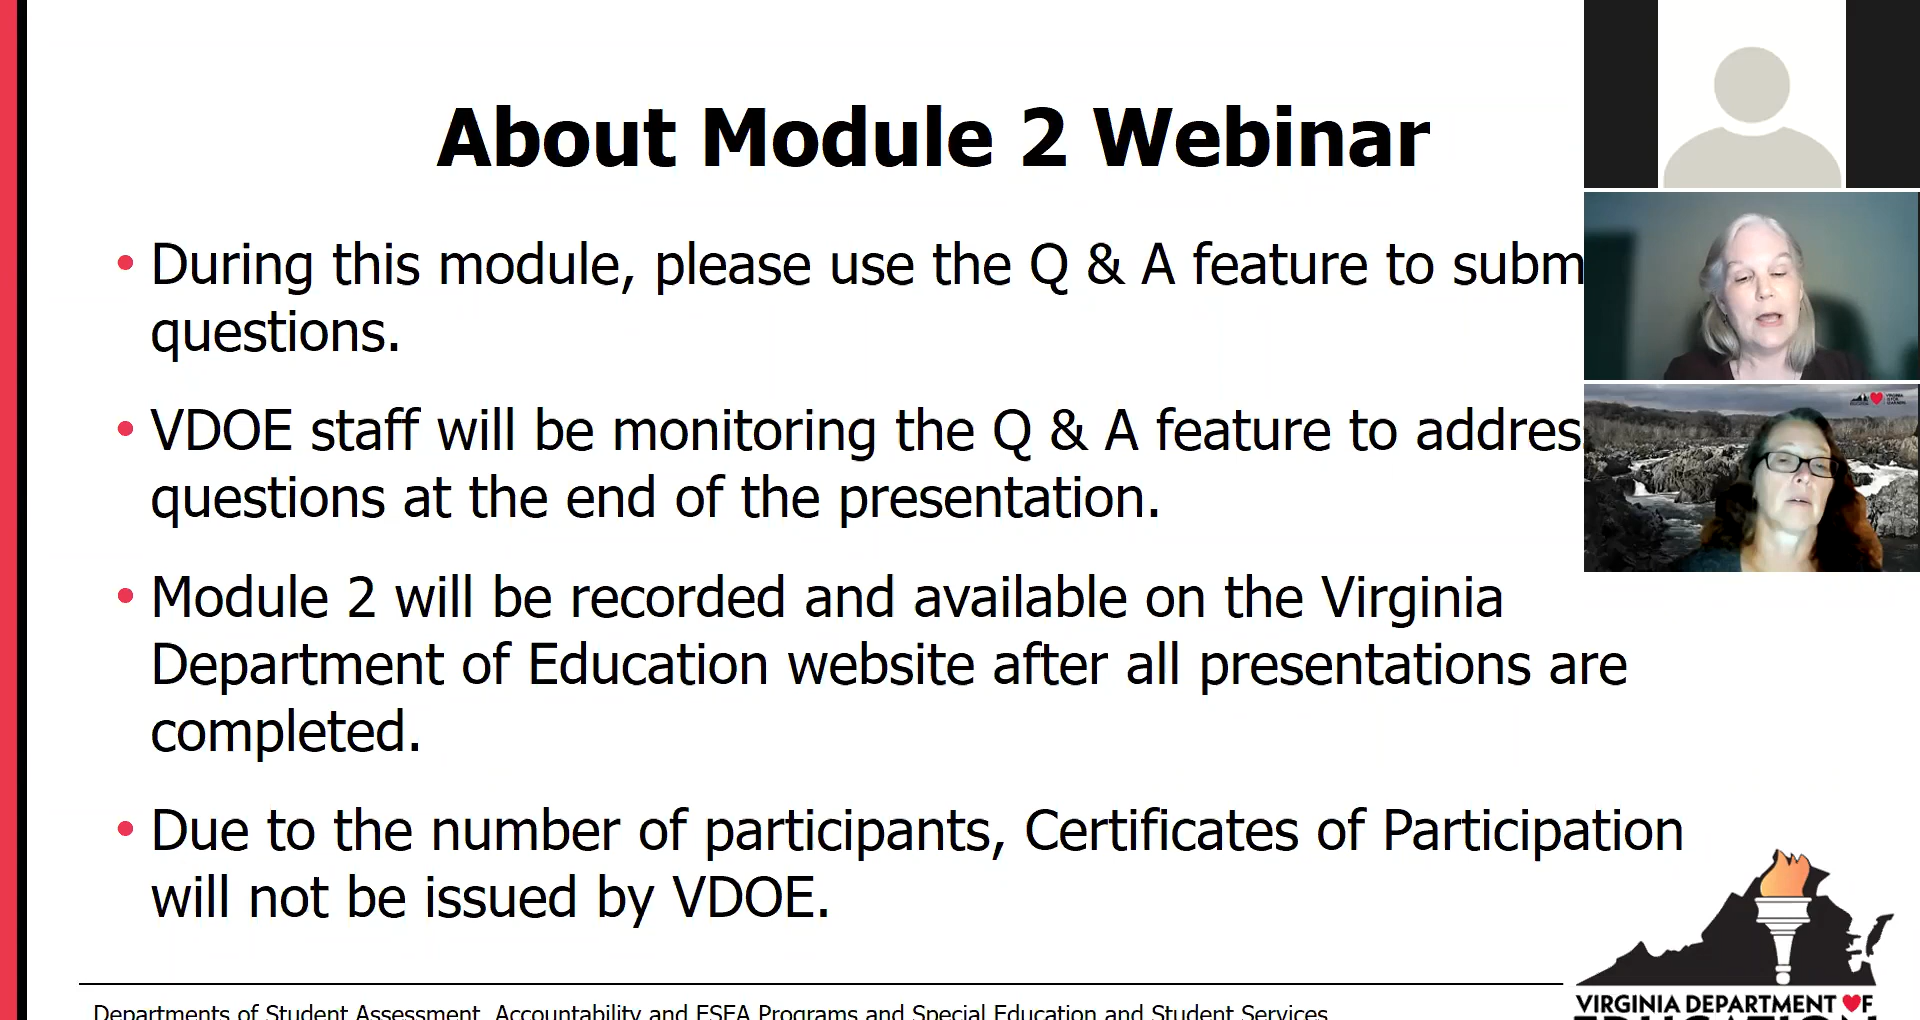 About Module 2 Webinar
• During this module, please use the Q & A feature to subm
questions.
• VDOE staff will be monitoring the Q & A feature to addres
questions at the end of the presentation.
• Module 2 will be recorded and available on the Virginia
Department of Education website after all presentations are
completed.
• Due to the number of participants, Certificates of Participation
will not be issued by VDOE.
Departments of Student Assessment, Accountability and ESEA Programs and Special Education and Student Services
VIRGINIA DEPARTMENT OF
EDUCATION